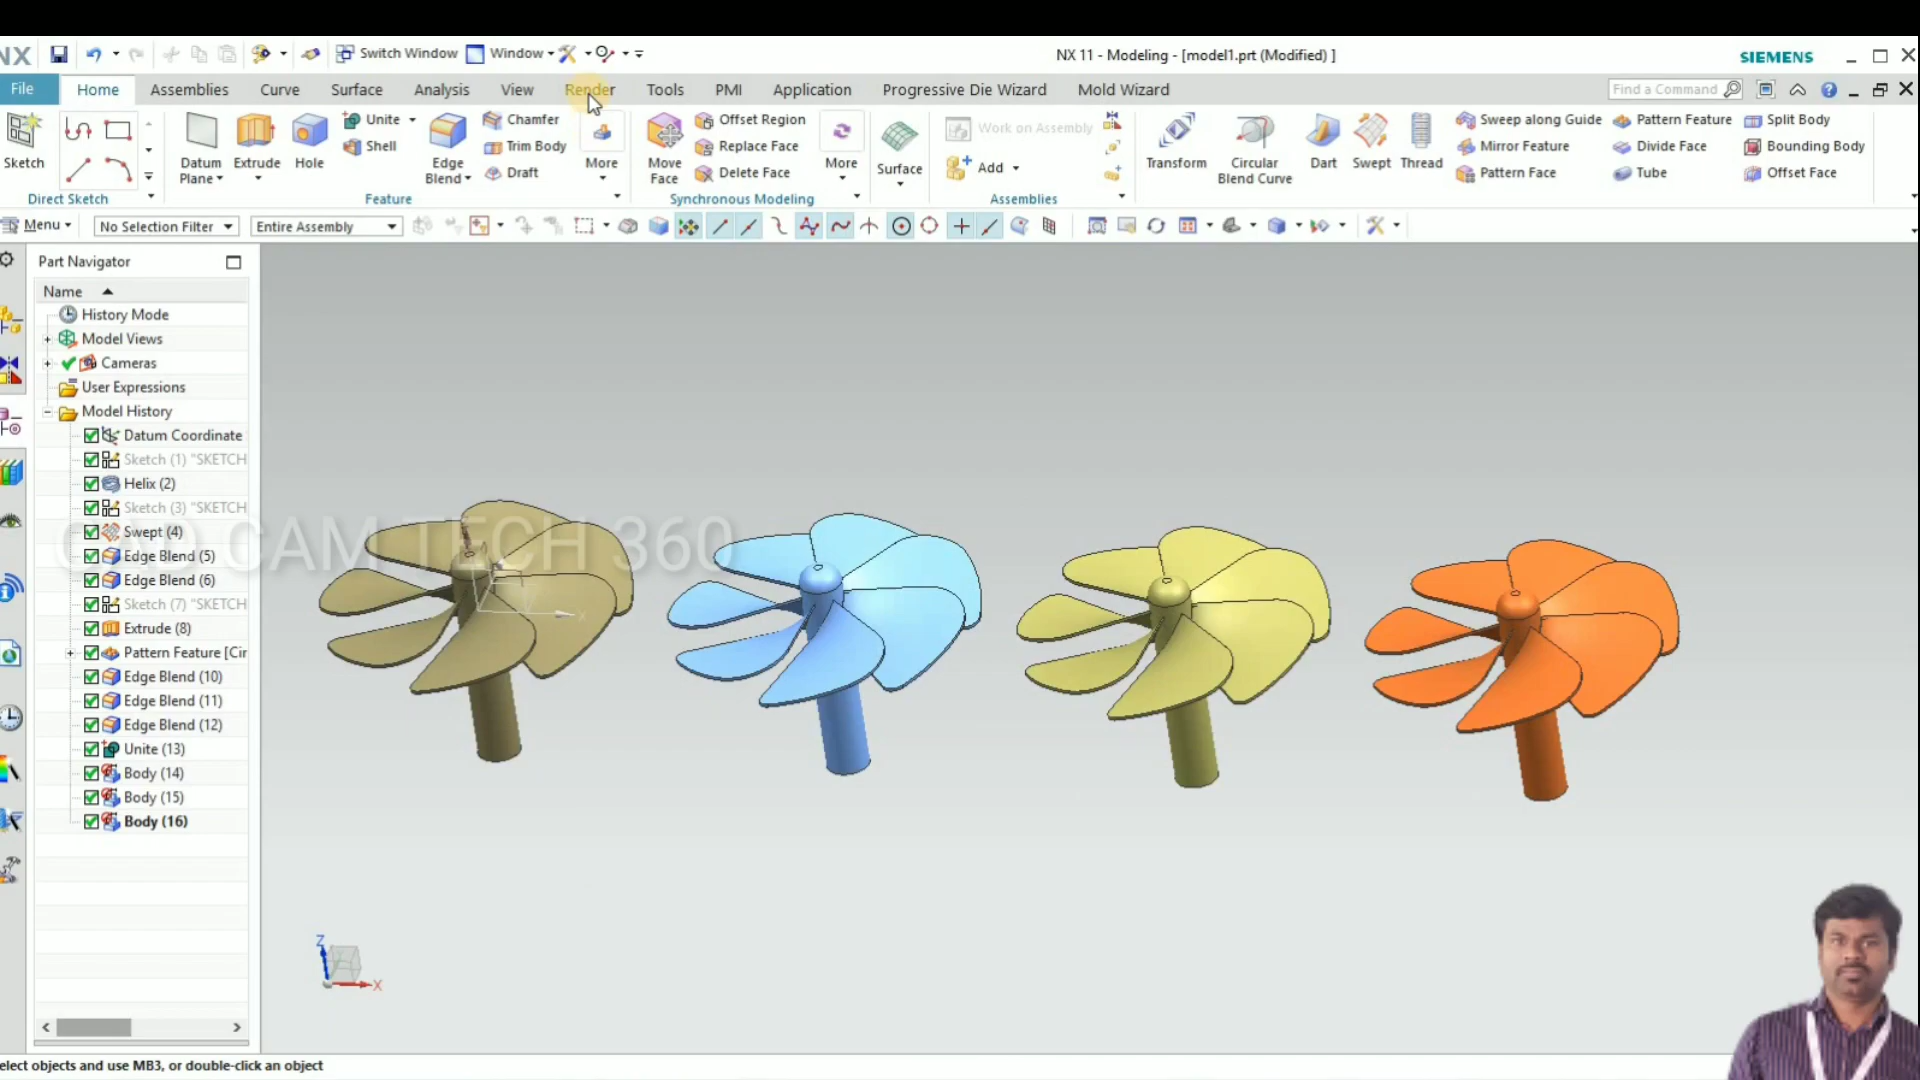 NX
Switch Window
Window
NX 11 - Modeling - [model1.prt (Modified) ]
SIEMENS
File
Home
Assemblies
Curve
Surface
Analysis
View
Render
Tools
PMI
Application
Progressive Die Wizard
Mold Wizard
Find a Command
Sketch
Direct Sketch
Datum
Plane
Extrude
Hole
Unite
Shell
Edge
Blend
Chamfer
Trim Body
Draft
More
Feature
Move
Face
Offset Region
Replace Face
Delete Face
More
Synchronous Modeling
Surface
Work on Assembly
Add
Assemblies
Transform
Circular
Blend Curve
Dart
Swept
Thread
Sweep along Guide
Mirror Feature
Pattern Face
Pattern Feature
Divide Face
Tube
Split Body
Bounding Body
Offset Face
Menu
No Selection Filter
Entire Assembly
Part Navigator
Name
History Mode
Model Views
Cameras
User Expressions
Model History
Datum Coordinate
Sketch (1) "SKETCH
Helix (2)
Sketch (3) "SKETCH
Swept (4)
Edge Blend (5)
Edge Blend (6)
Sketch (7) "SKETCH
Extrude (8)
Pattern Feature [Cir
Edge Blend (10)
Edge Blend (11)
Edge Blend (12)
Unite (13)
Body (14)
Body (15)
Body (16)
CAD CAM TECH 360
X
Z
X
elect objects and use MB3, or double-click an object